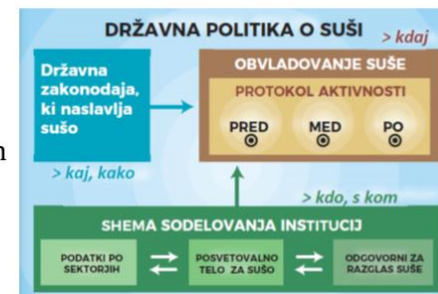 DRŽAVNA POLITIKA O SUŠI
> kdaj
Državna
zakonodaja,
ki naslavlja
sušo
> kaj, kako
OBVLADOVANJE SUŠE
PROTOKOL AKTIVNOSTI
PRED MED PO
> kdo, s kom
SHEMA SODELOVANJA INSTITUCIJ
PODATKI PO
SEKTORJIH
POSVETOVALNO
TELO ZA SUŠO
ODGOVORNI ZA
RAZGLAS SUŠE